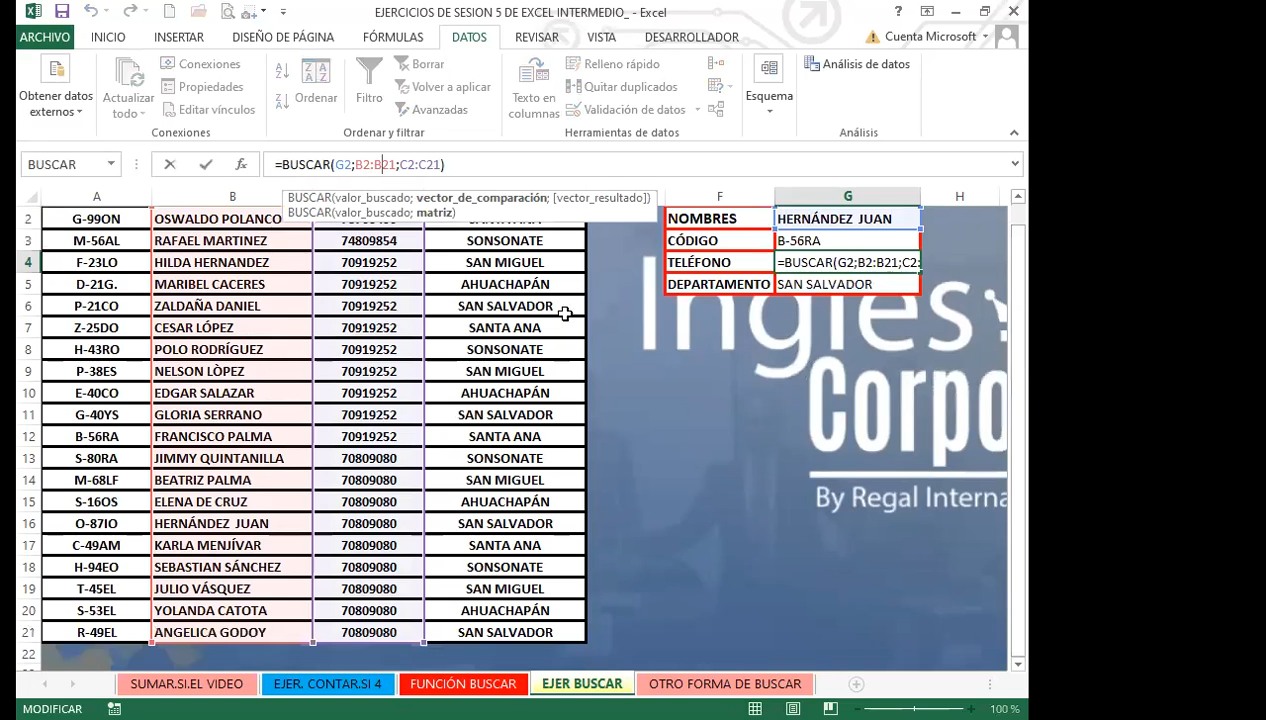 EJERCICIOS DE SESION 5 DE EXCEL INTERMEDIO_ - Excel
ARCHIVO INICIO INSERTAR DISEÑO DE PÁGINA FÓRMULAS DATOS REVISAR VISTA DESARROLLADOR Cuenta Microsoft
Obtener datos externos
Actualizar todo
Conexiones
Propiedades
Editar vínculos
Conexiones
Ordenar
Filtro
Borrar
Volver a aplicar
Avanzadas
Ordenar y filtrar
Texto en columnas
Relleno rápido
Quitar duplicados
Validación de datos
Herramientas de datos
Esquema
Análisis de datos
Análisis
BUSCAR =BUSCAR(G2;B2:B21;C2:C21)
BUSCAR(valor_buscado; vector_de_comparación; [vector_resultado])
BUSCAR(valor_buscado; matriz)
A B F G H
2 G-99ON OSWALDO POLANCO NOMBRES HERNÁNDEZ JUAN
3 M-56AL RAFAEL MARTINEZ 74809854 SONSONATE CÓDIGO B-56RA
4 F-23LO HILDA HERNANDEZ 70919252 SAN MIGUEL TELÉFONO =BUSCAR(G2;B2:B21;C2:
5 D-21G. MARIBEL CACERES 70919252 AHUACHAPÁN DEPARTAMENTO SAN SALVADOR
6 P-21CO ZALDAÑA DANIEL 70919252 SAN SALVADOR
7 Z-25DO CESAR LÓPEZ 70919252 SANTA ANA
8 H-43RO POLO RODRÍGUEZ 70919252 SONSONATE
9 P-38ES NELSON LÒPEZ 70919252 SAN MIGUEL
10 E-40CO EDGAR SALAZAR 70919252 AHUACHAPÁN
11 G-40YS GLORIA SERRANO 70919252 SAN SALVADOR
12 B-56RA FRANCISCO PALMA 70919252 SANTA ANA
13 S-80RA JIMMY QUINTANILLA 70809080 SONSONATE
14 M-68LF BEATRIZ PALMA 70809080 SAN MIGUEL
15 S-16OS ELENA DE CRUZ 70809080 AHUACHAPÁN
16 O-87IO HERNÁNDEZ JUAN 70809080 SAN SALVADOR
17 C-49AM KARLA MENJÍVAR 70809080 SANTA ANA
18 H-94EO SEBASTIAN SÁNCHEZ 70809080 SONSONATE
19 T-45EL JULIO VÁSQUEZ 70809080 SAN MIGUEL
20 S-53EL YOLANDA CATOTA 70809080 AHUACHAPÁN
21 R-49EL ANGELICA GODOY 70809080 SAN SALVADOR
22
Ingles
Corpo
By Regal Interna
SUMAR.SI.EL VIDEO EJER. CONTAR.SI 4 FUNCIÓN BUSCAR EJER BUSCAR OTRO FORMA DE BUSCAR
MODIFICAR 100 %